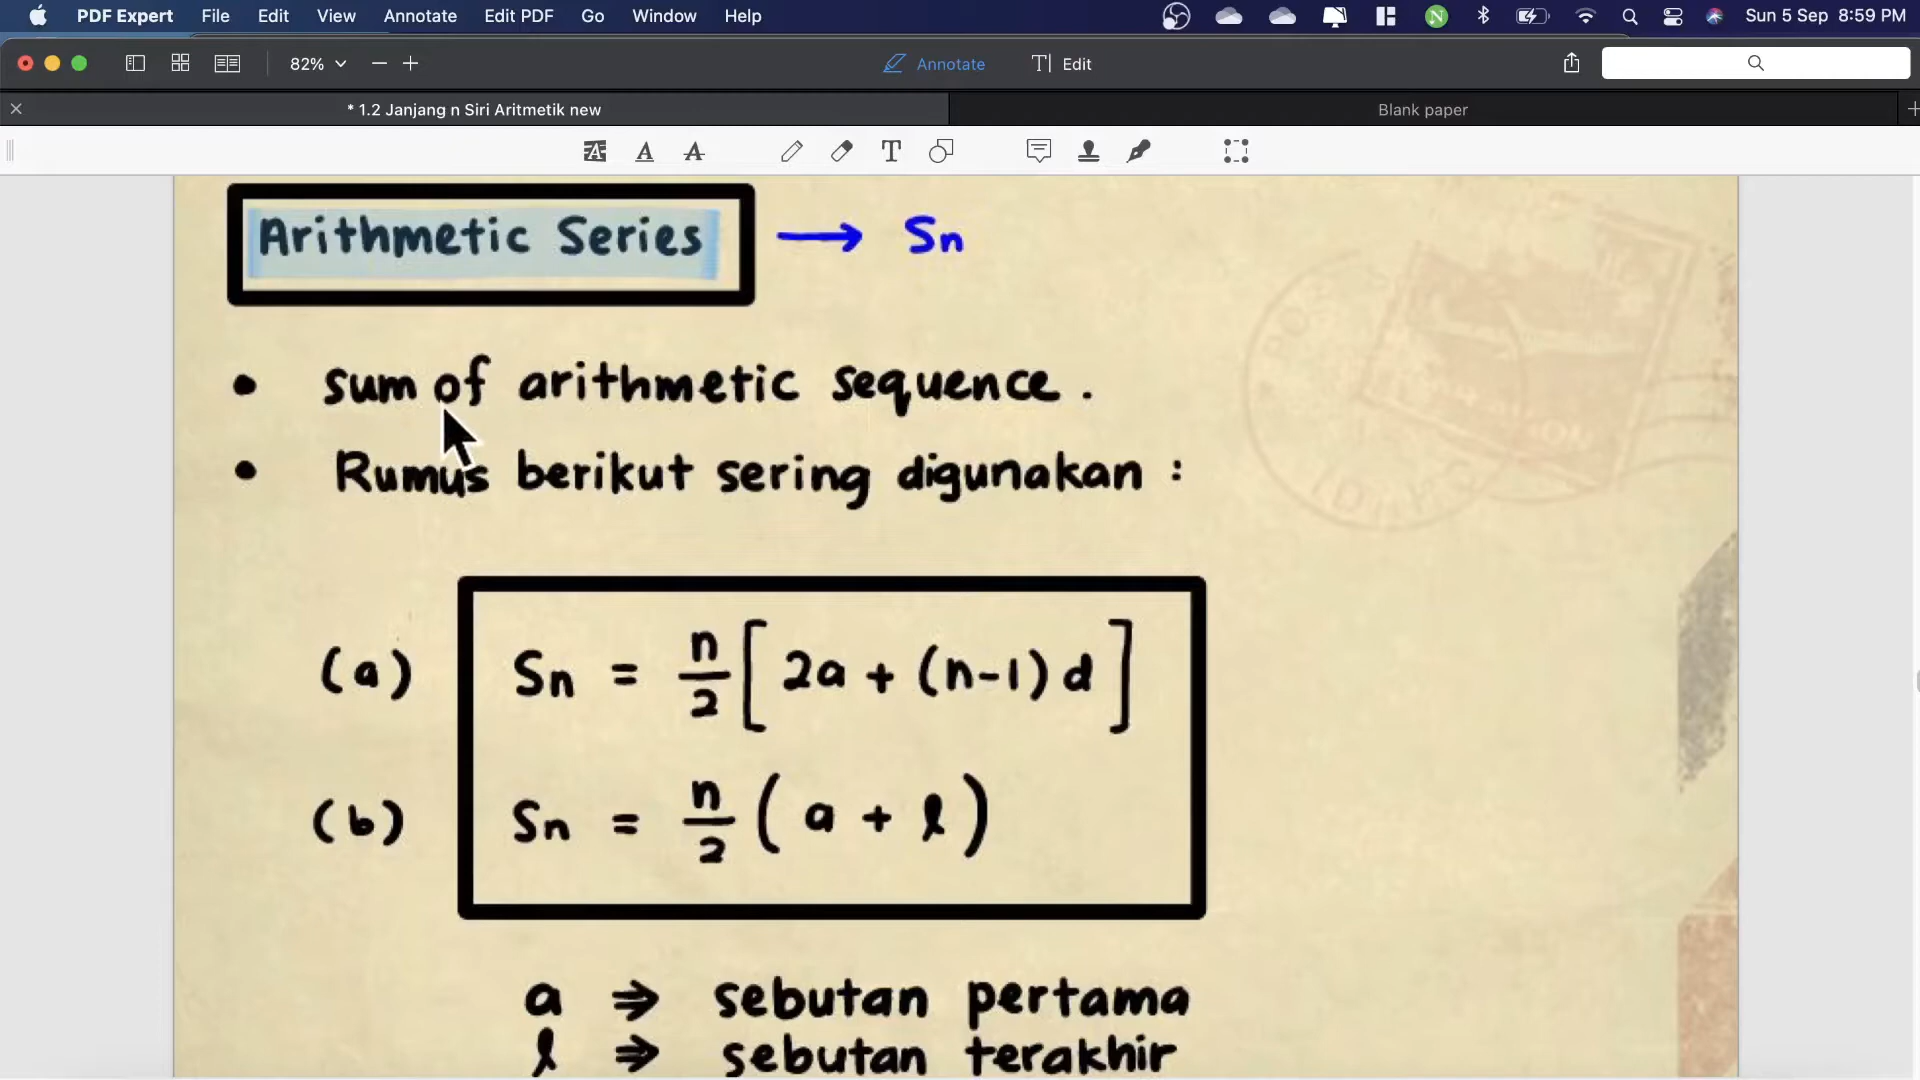 PDF Expert File Edit View Annotate Edit PDF Go Window Help Sun 5 Sep 8:59 PM
82% Annotate Edit
* 1.2 Janjang n Siri Aritmetik new Blank paper
Arithmetic Series → Sn
• sum of arithmetic sequence .
• Rumus berikut sering digunakan :
(a) Sn = n/2 [ 2a + (n-1) d ]
(b) Sn = n/2 ( a + l )
a ⇒ sebutan pertama
l ⇒ sebutan terakhir